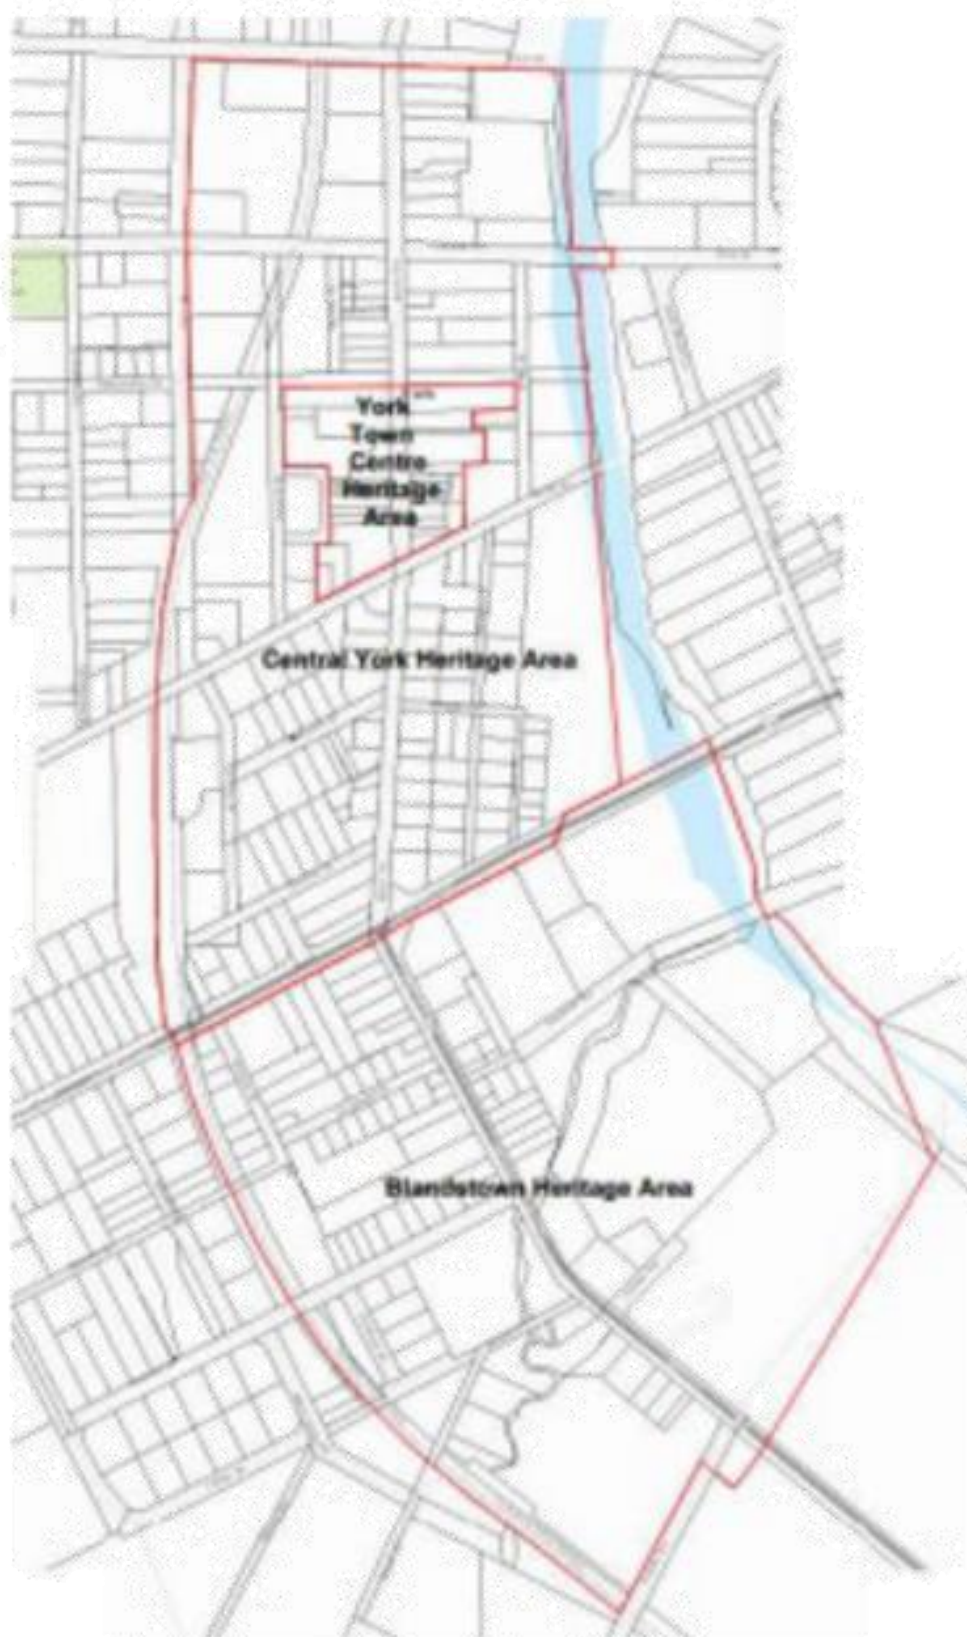 York
Town
Centre
Heritage
Area
Central York Heritage Area
Blandstown Heritage Area